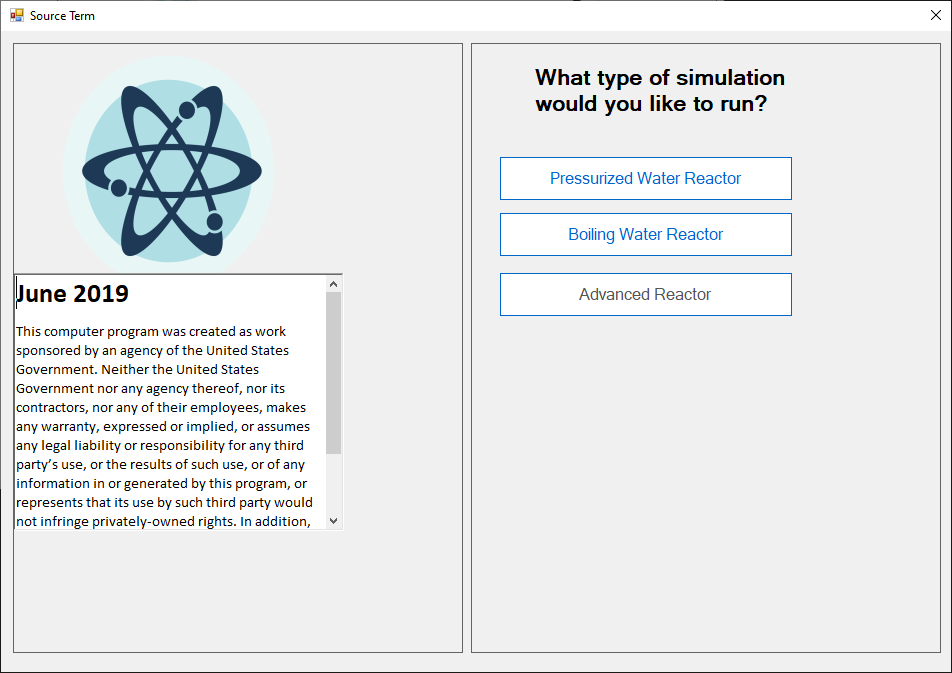 Source Term
June 2019
This computer program was created as work
sponsored by an agency of the United States
Government. Neither the United States
Government nor any agency thereof, nor its
contractors, nor any of their employees, makes
any warranty, expressed or implied, or assumes
any legal liability or responsibility for any third
party’s use, or the results of such use, or of any
information in or generated by this program, or
represents that its use by such third party would
not infringe privately-owned rights. In addition,
What type of simulation
would you like to run?
Pressurized Water Reactor
Boiling Water Reactor
Advanced Reactor